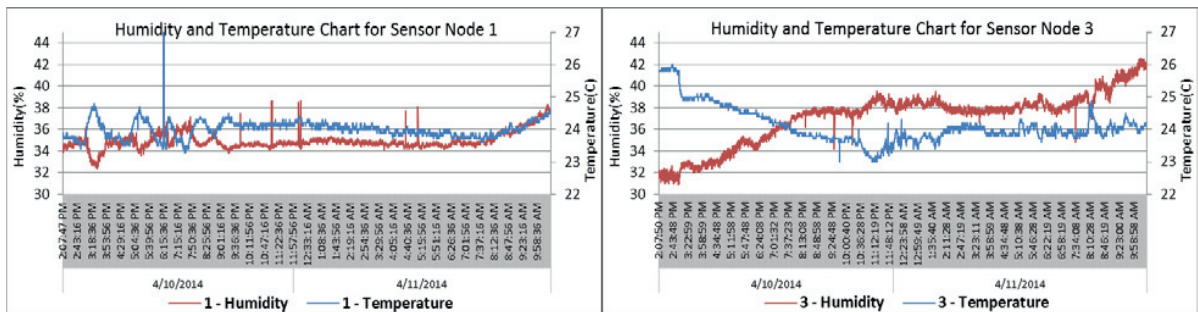 Humidity and Temperature Chart for Sensor Node 1
Humidity(%)
44
42
40
38
36
34
32
30
Temperature(C)
27
26
25
24
23
22
2:07:47 PM
2:43:16 PM
3:18:36 PM
3:53:56 PM
4:29:16 PM
5:04:36 PM
5:39:56 PM
6:15:36 PM
7:15:16 PM
7:50:36 PM
8:25:56 PM
9:01:16 PM
9:36:36 PM
10:11:56 PM
10:47:16 PM
11:22:36 PM
11:57:56 PM
12:33:16 AM
1:08:36 AM
1:43:56 AM
2:19:16 AM
2:54:36 AM
3:29:56 AM
4:05:16 AM
4:40:36 AM
5:15:56 AM
5:51:16 AM
6:26:36 AM
7:01:56 AM
7:37:16 AM
8:12:36 AM
8:47:56 AM
9:58:36 AM
4/10/2014
4/11/2014
1 - Humidity
1 - Temperature
Humidity and Temperature Chart for Sensor Node 3
Humidity(%)
44
42
40
38
36
34
32
30
Temperature(C)
27
26
25
24
23
22
2:07:50 PM
2:43:48 PM
3:22:59 PM
3:58:59 PM
4:34:48 PM
5:11:58 PM
5:47:48 PM
6:24:08 PM
7:01:32 PM
7:37:23 PM
8:13:08 PM
8:48:58 PM
9:24:48 PM
10:00:40 PM
10:36:28 PM
11:12:19 PM
11:48:12 PM
12:23:58 AM
12:59:49 AM
1:35:40 AM
2:11:28 AM
2:47:19 AM
3:23:11 AM
3:58:59 AM
4:34:48 AM
5:10:38 AM
5:46:28 AM
6:22:19 AM
6:58:19 AM
7:34:08 AM
8:10:28 AM
8:46:19 AM
9:23:00 AM
9:58:58 AM
4/10/2014
4/11/2014
3 - Humidity
3 - Temperature